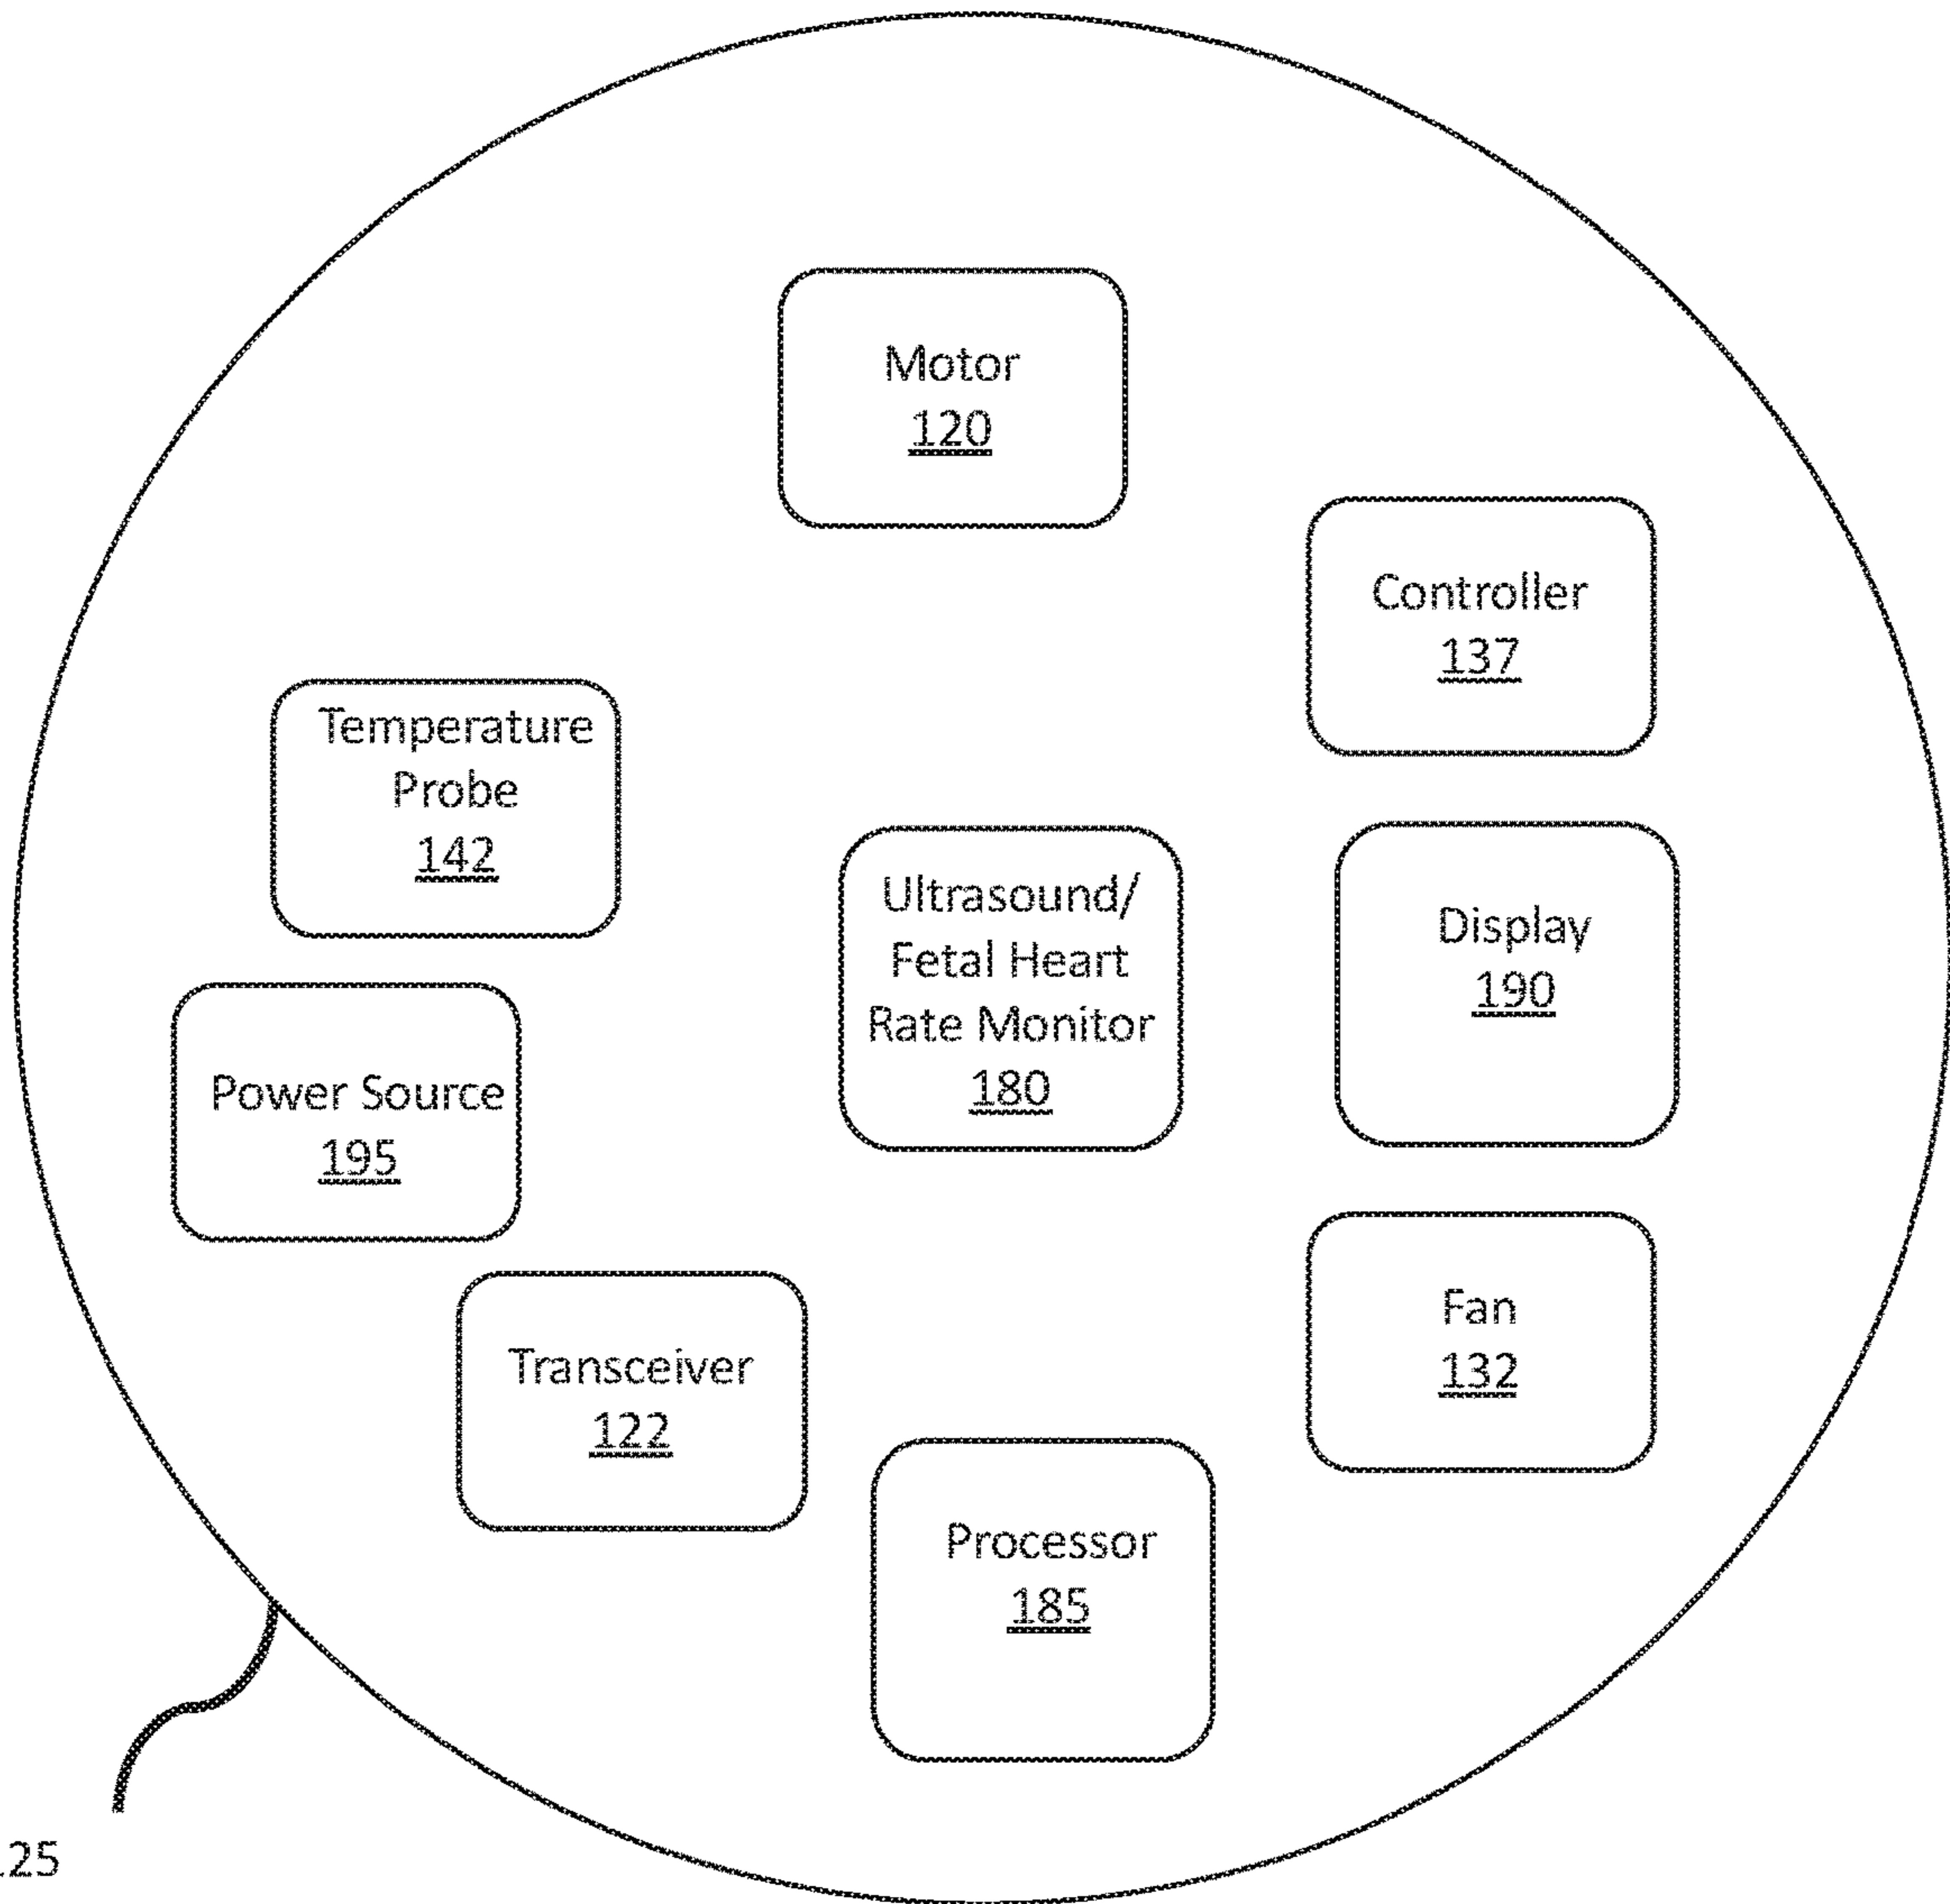 Motor
120
Controller
137
Temperature
Probe
142
Ultrasound/
Fetal Heart
Rate Monitor
180
Display
190
Power Source
195
Fan
132
Transceiver
122
Processor
185